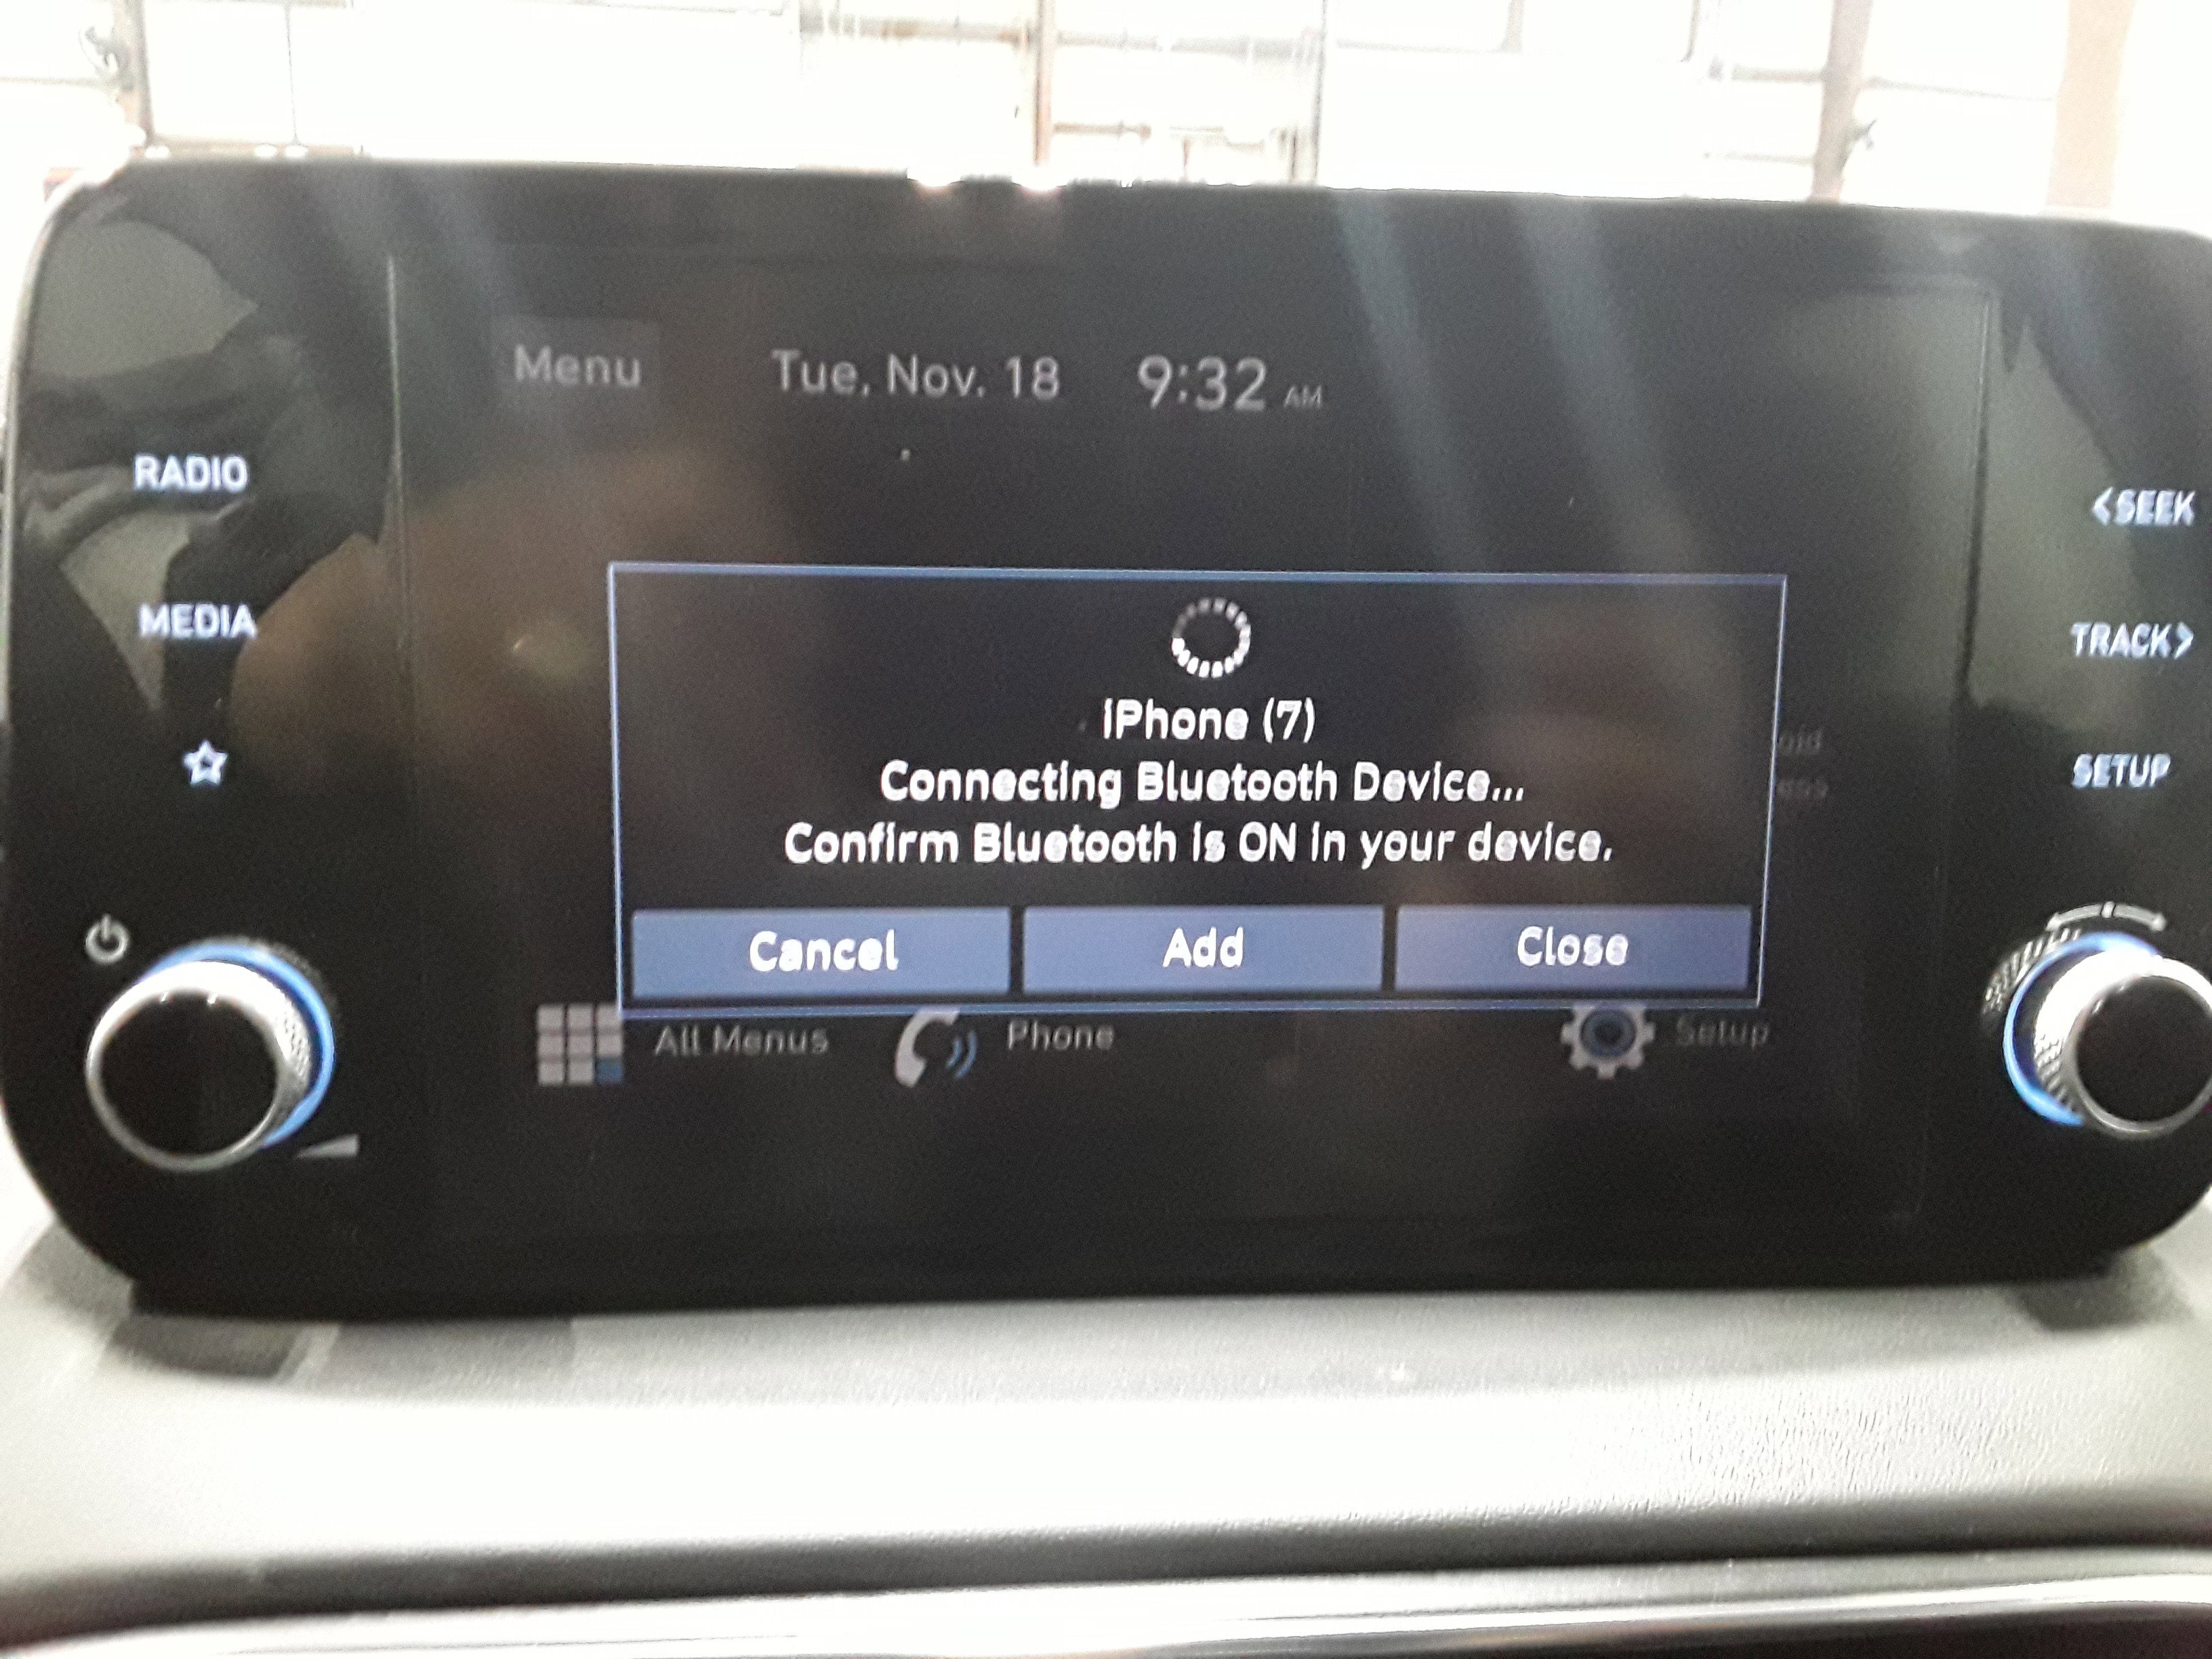 Menu Tue, Nov. 18 9:32 AM
RADIO
MEDIA
<SEEK
TRACK>
SETUP
iPhone (7)
Connecting Bluetooth Device...
Confirm Bluetooth is ON in your device.
Cancel Add Close
All Menus Phone Setup